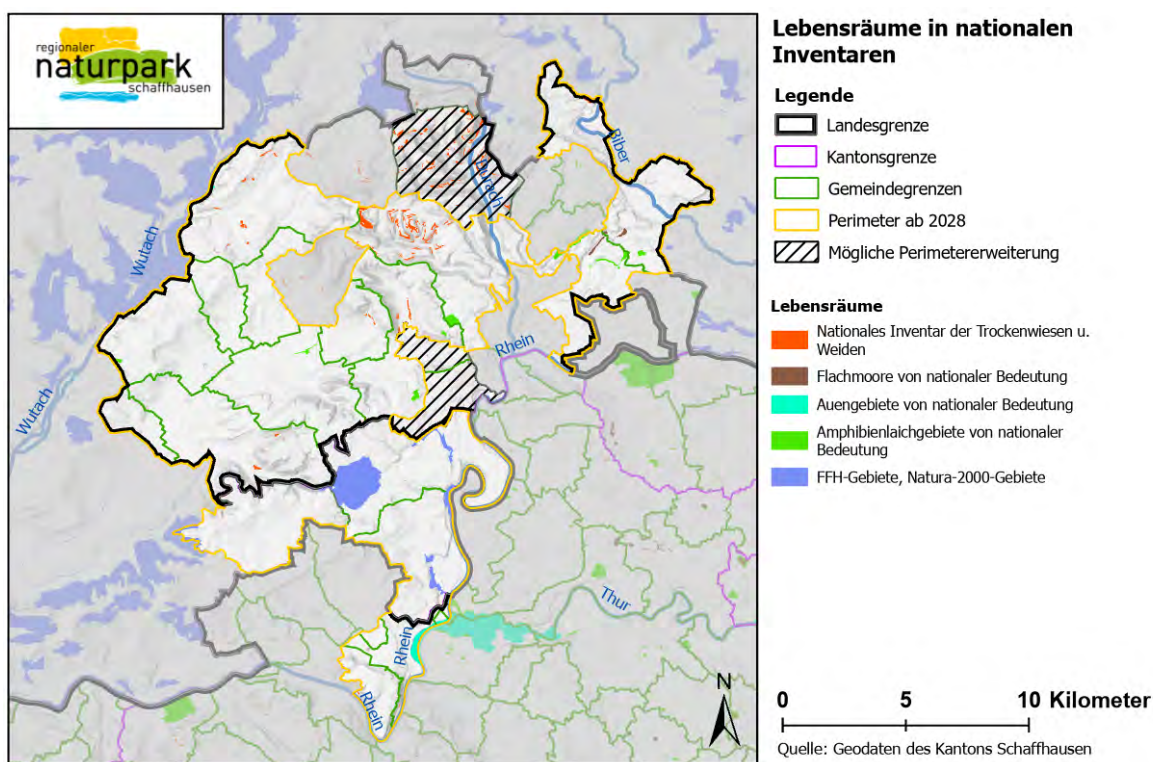 regionaler
naturpark
schaffhausen
Lebensräume in nationalen
Inventaren
Legende
Landesgrenze
Kantonsgrenze
Gemeindegrenzen
Perimeter ab 2028
Mögliche Perimetererweiterung
Lebensräume
Nationales Inventar der Trockenwiesen u.
Weiden
Flachmoore von nationaler Bedeutung
Auengebiete von nationaler Bedeutung
Amphibienlaichgebiete von nationaler
Bedeutung
FFH-Gebiete, Natura-2000-Gebiete
Biber
Durach
Wutach
Rhein
Wutach
Thur
Rhein
Rhein
N
0 5 10 Kilometer
Quelle: Geodaten des Kantons Schaffhausen